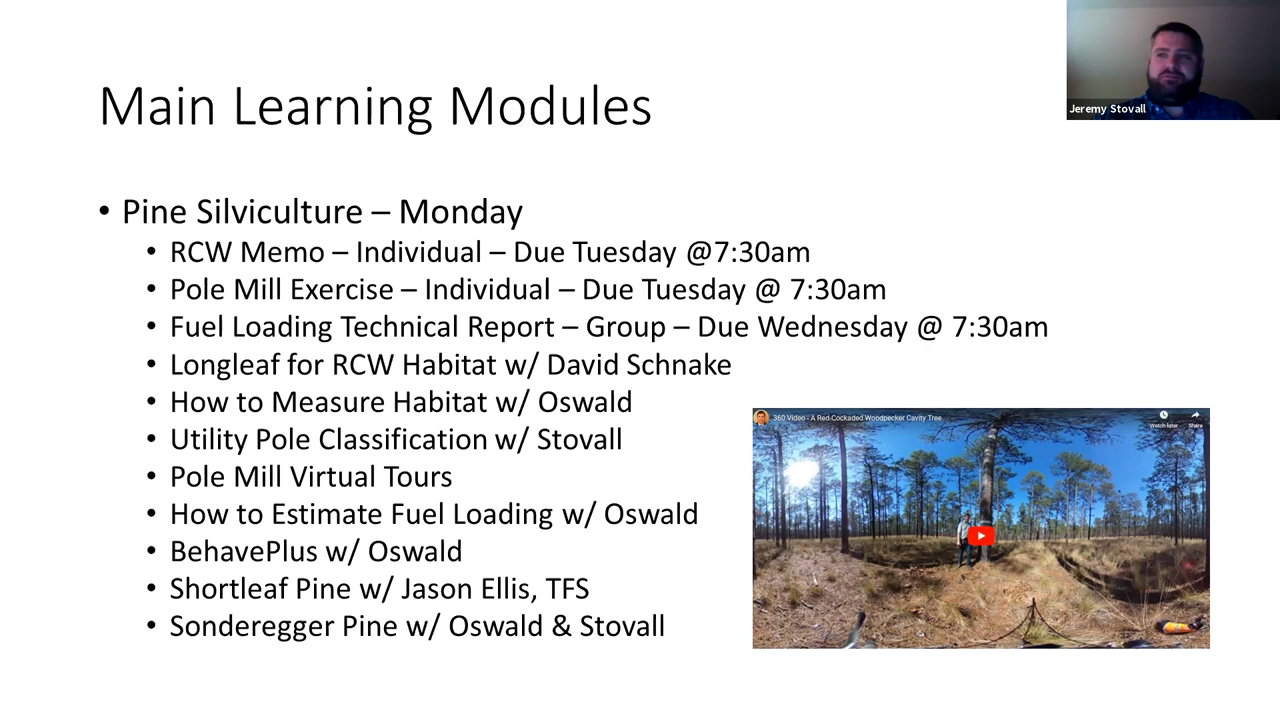 Main Learning Modules
Jeremy Stovall
• Pine Silviculture – Monday
• RCW Memo – Individual – Due Tuesday @7:30am
• Pole Mill Exercise – Individual – Due Tuesday @ 7:30am
• Fuel Loading Technical Report – Group – Due Wednesday @ 7:30am
• Longleaf for RCW Habitat w/ David Schnake
• How to Measure Habitat w/ Oswald
• Utility Pole Classification w/ Stovall
• Pole Mill Virtual Tours
• How to Estimate Fuel Loading w/ Oswald
• BehavePlus w/ Oswald
• Shortleaf Pine w/ Jason Ellis, TFS
• Sonderegger Pine w/ Oswald & Stovall
360 Video - A Red-Cockaded Woodpecker Cavity Tree
Watch later
Share